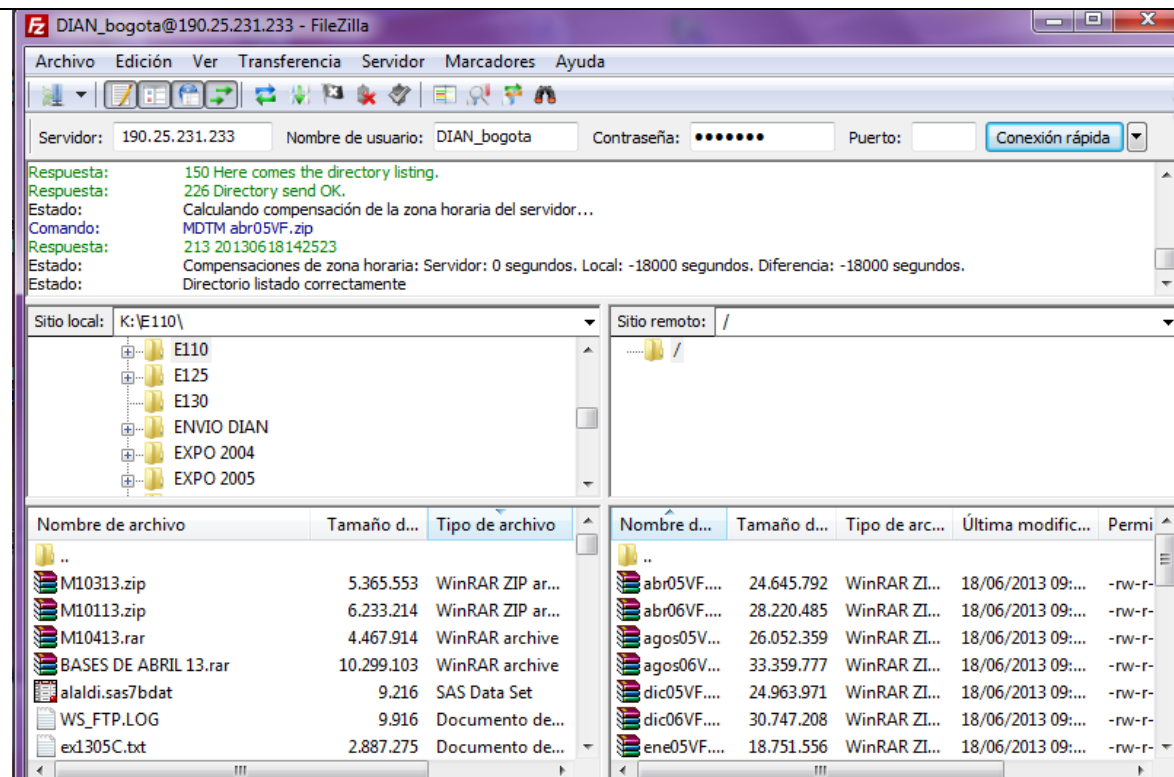 DIAN_bogota@190.25.231.233 - FileZilla
Archivo Edición Ver Transferencia Servidor Marcadores Ayuda
Servidor: 190.25.231.233 Nombre de usuario: DIAN_bogota Contraseña: ●●●●●●● Puerto: Conexión rápida
Respuesta: 150 Here comes the directory listing.
Respuesta: 226 Directory send OK.
Estado: Calculando compensación de la zona horaria del servidor...
Comando: MDTM abr05VF.zip
Respuesta: 213 20130618142523
Estado: Compensaciones de zona horaria: Servidor: 0 segundos. Local: -18000 segundos. Diferencia: -18000 segundos.
Estado: Directorio listado correctamente
Sitio local: K:\E110\
E110
E125
E130
ENVIO DIAN
EXPO 2004
EXPO 2005
Sitio remoto: /
/
Nombre de archivo Tamaño d... Tipo de archivo
..
M10313.zip 5.365.553 WinRAR ZIP ar...
M10113.zip 6.233.214 WinRAR ZIP ar...
M10413.rar 4.467.914 WinRAR archive
BASES DE ABRIL 13.rar 10.299.103 WinRAR archive
alaldi.sas7bdat 9.216 SAS Data Set
WS_FTP.LOG 9.916 Documento de...
ex1305C.txt 2.887.275 Documento de...
Nombre d... Tamaño d... Tipo de arc... Última modific... Permi
..
abr05VF.... 24.645.792 WinRAR ZI... 18/06/2013 09:... -rw-r-
abr06VF.... 28.220.485 WinRAR ZI... 18/06/2013 09:... -rw-r-
agos05V... 26.052.359 WinRAR ZI... 18/06/2013 09:... -rw-r-
agos06V... 33.359.777 WinRAR ZI... 18/06/2013 09:... -rw-r-
dic05VF.... 24.963.971 WinRAR ZI... 18/06/2013 09:... -rw-r-
dic06VF.... 30.747.208 WinRAR ZI... 18/06/2013 09:... -rw-r-
ene05VF.... 18.751.556 WinRAR ZI... 18/06/2013 09:... -rw-r-